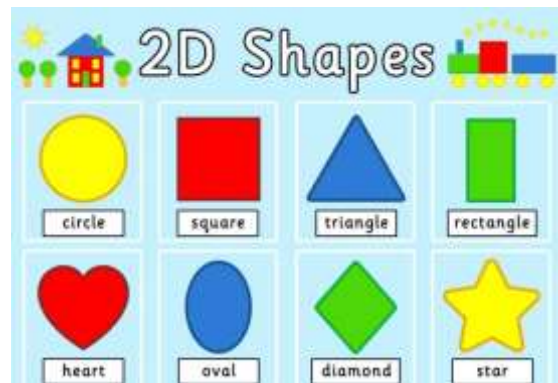 2D Shapes
circle square triangle rectangle
heart oval diamond star